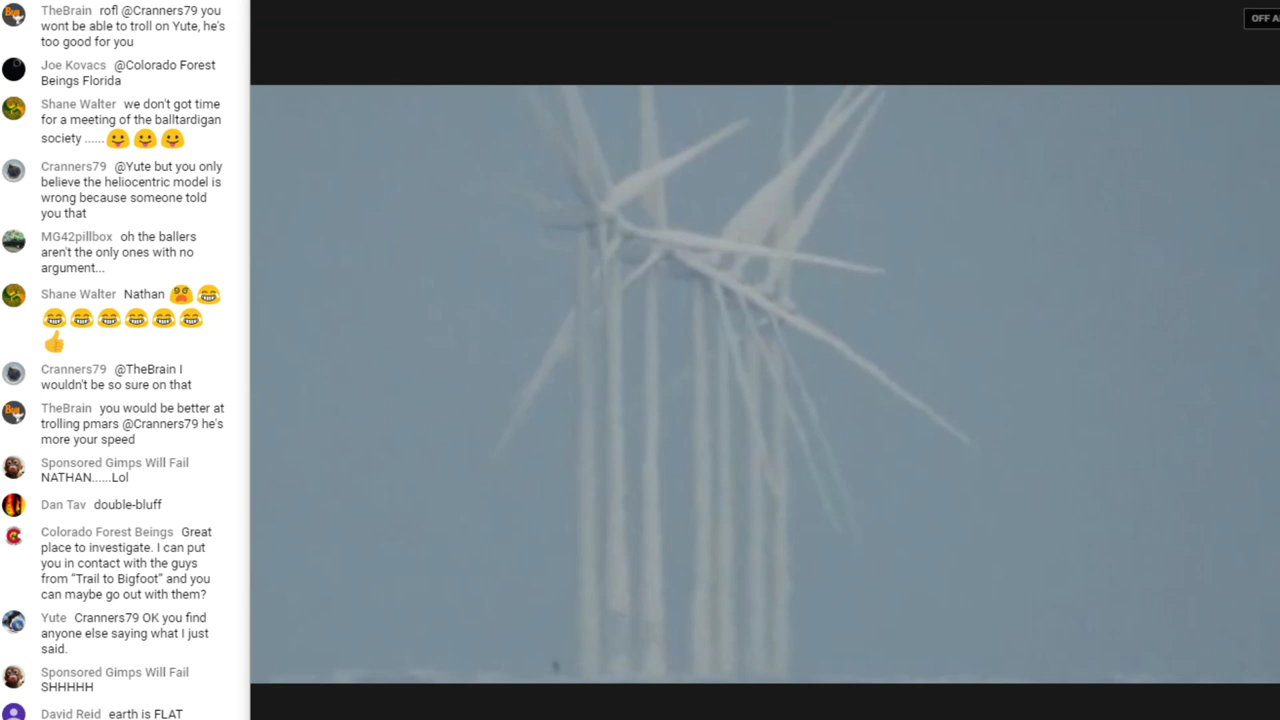 TheBrain rofl @Cranners79 you
wont be able to troll on Yute, he's
too good for you
Joe Kovacs @Colorado Forest
Beings Florida
Shane Walter we don't got time
for a meeting of the balltardigan
society ......😛😛😛
Cranners79 @Yute but you only
believe the heliocentric model is
wrong because someone told
you that
MG42pillbox oh the ballers
aren't the only ones with no
argument...
Shane Walter Nathan
Cranners79 @TheBrain I
wouldn't be so sure on that
TheBrain you would be better at
trolling pmars @Cranners79 he's
more your speed
Sponsored Gimps Will Fail
NATHAN......Lol
Dan Tav double-bluff
Colorado Forest Beings Great
place to investigate. I can put
you in contact with the guys
from “Trail to Bigfoot” and you
can maybe go out with them?
Yute Cranners79 OK you find
anyone else saying what I just
said.
Sponsored Gimps Will Fail
SHHHHH
David Reid earth is FLAT
OFF A